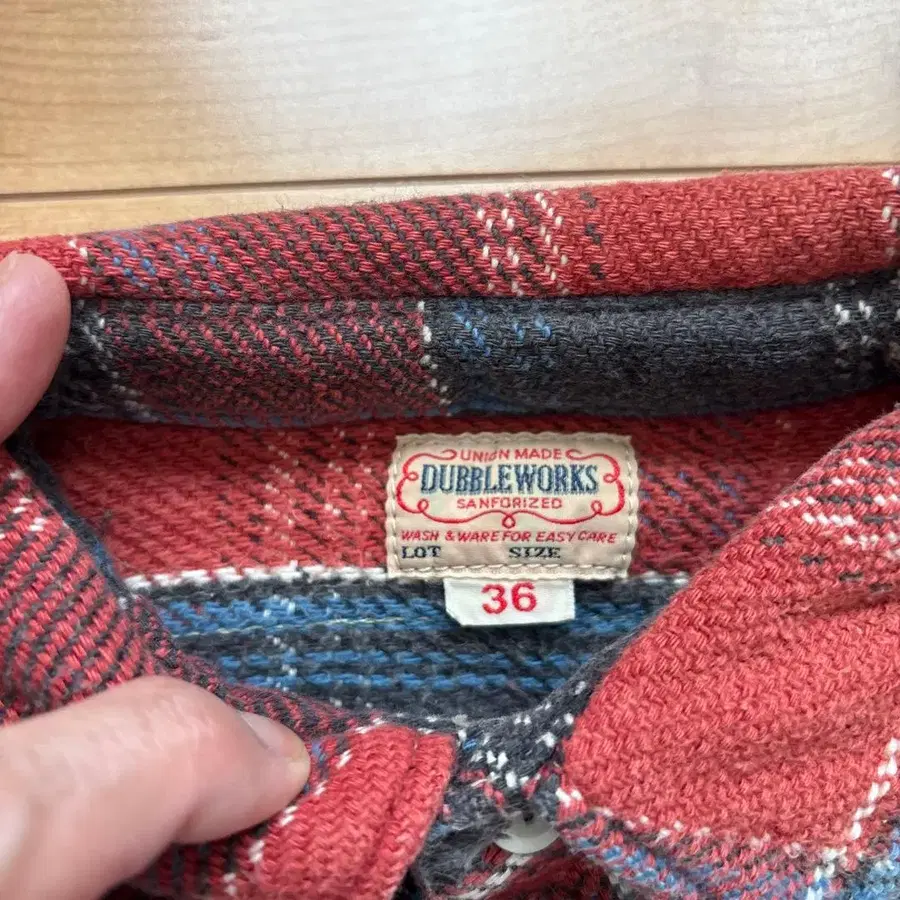 UNION MADE
DUBBLEWORKS
SANFORIZED
WASH & WARE FOR EASY CARE
LOT SIZE
36